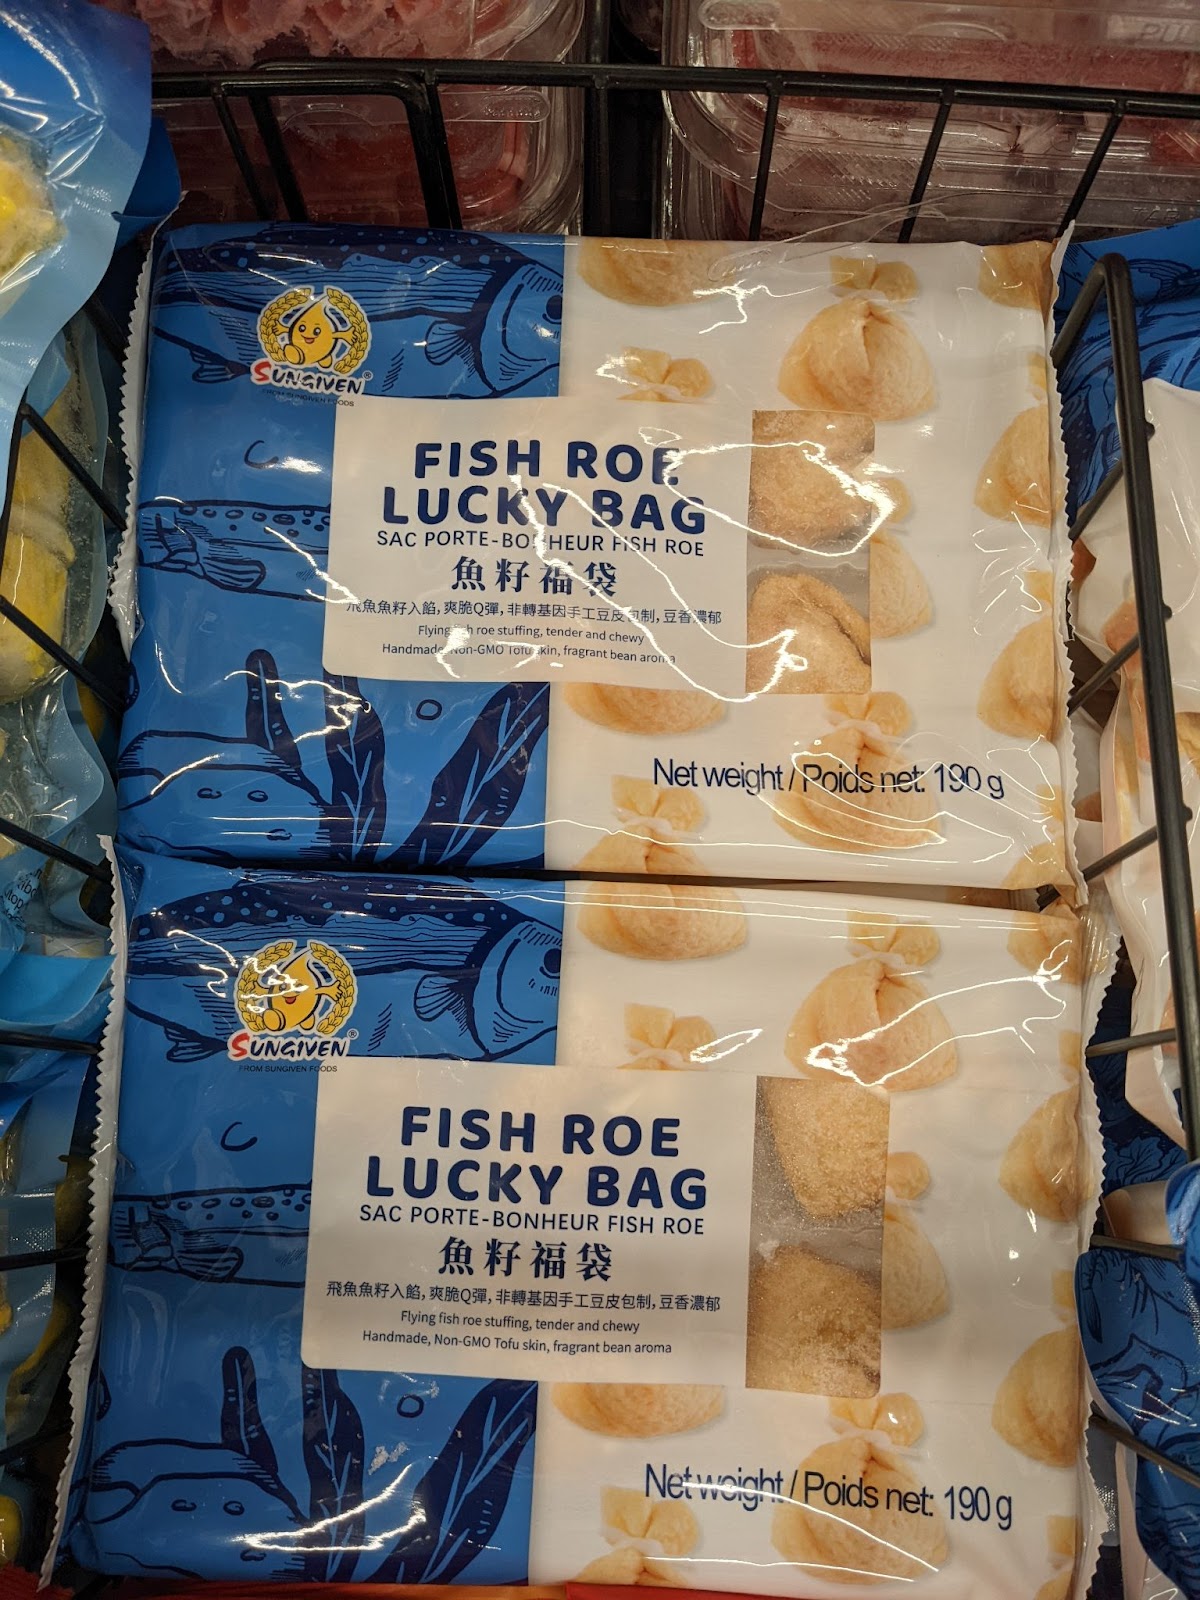 SUNGIVEN®
FROM SUNGIVEN FOODS
FISH ROE
LUCKY BAG
SAC PORTE-BONHEUR FISH ROE
魚籽福袋
飛魚魚籽入餡,爽脆Q彈,非轉基因手工豆皮包制,豆香濃郁
Flying fish roe stuffing, tender and chewy
Handmade, Non-GMO Tofu skin, fragrant bean aroma
Net weight / Poids net: 190 g
SUNGIVEN®
FROM SUNGIVEN FOODS
FISH ROE
LUCKY BAG
SAC PORTE-BONHEUR FISH ROE
魚籽福袋
飛魚魚籽入餡,爽脆Q彈,非轉基因手工豆皮包制,豆香濃郁
Flying fish roe stuffing, tender and chewy
Handmade, Non-GMO Tofu skin, fragrant bean aroma
Net weight / Poids net: 190 g